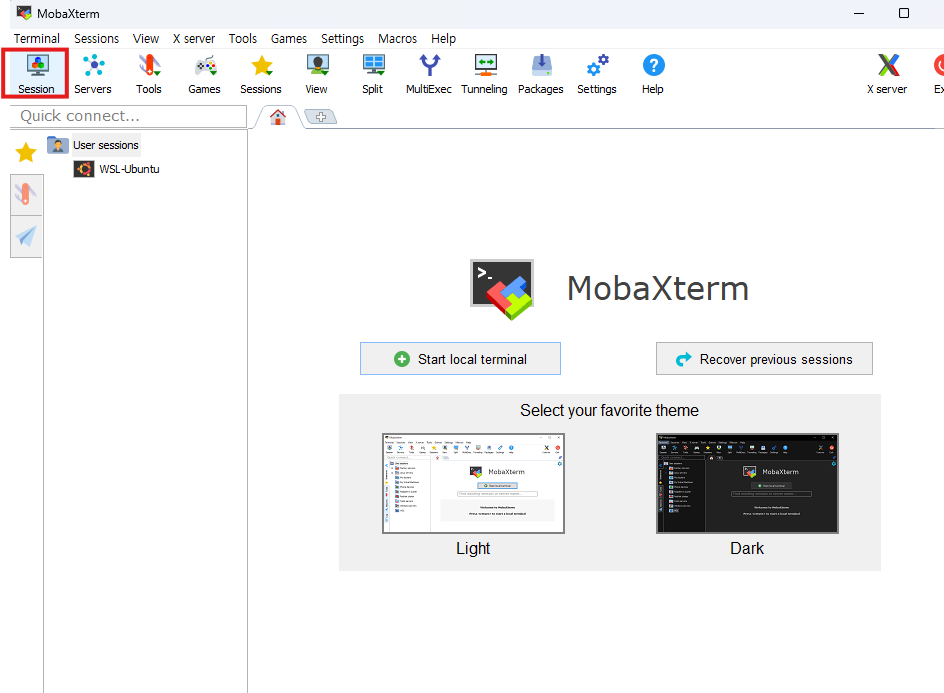 MobaXterm
Terminal Sessions View X server Tools Games Settings Macros Help
Session Servers Tools Games Sessions View Split MultiExec Tunneling Packages Settings Help X server Ex
Quick connect...
User sessions
WSL-Ubuntu
>_
MobaXterm
Start local terminal Recover previous sessions
Select your favorite theme
MobaXterm MobaXterm
Light Dark